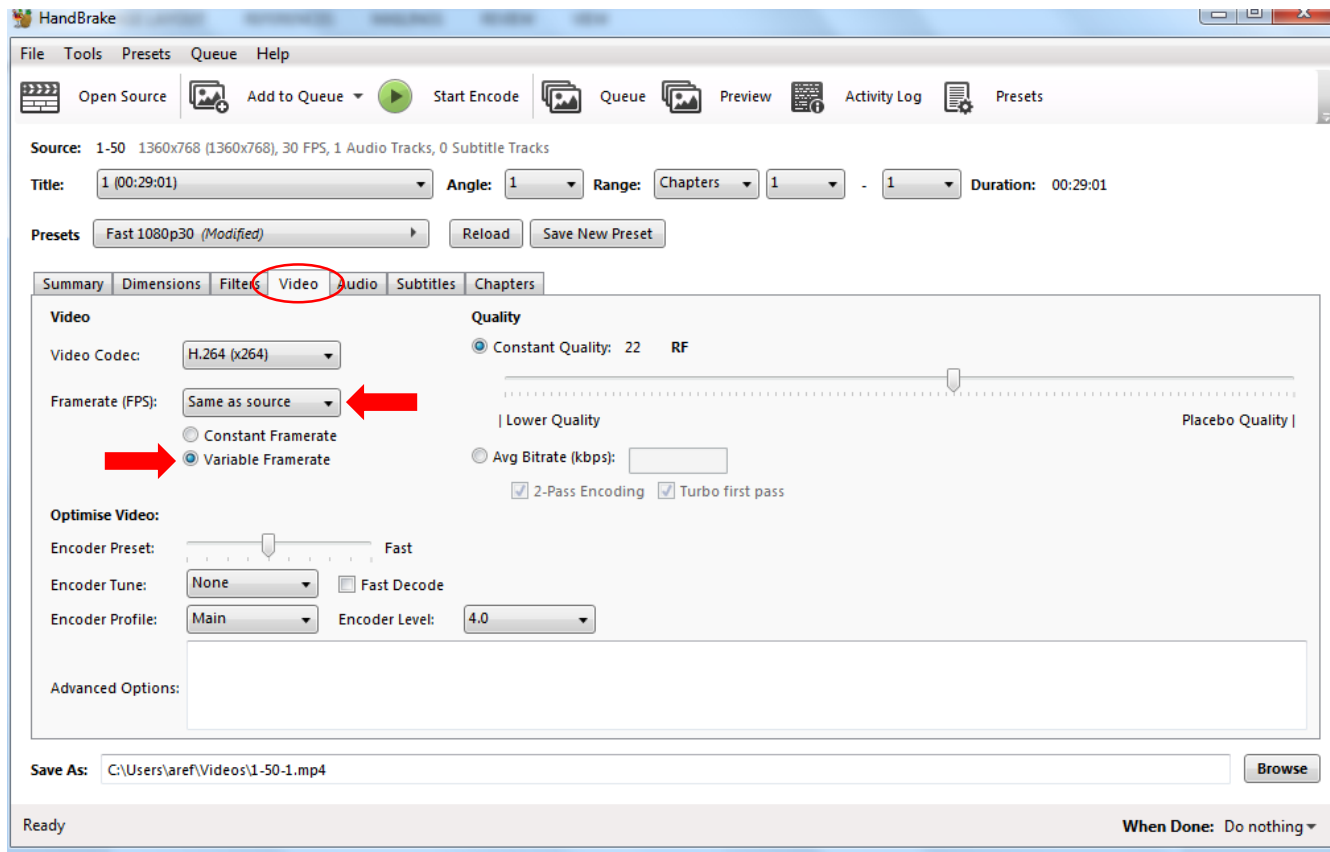 HandBrake
File Tools Presets Queue Help
Open Source Add to Queue Start Encode Queue Preview Activity Log Presets
Source: 1-50 1360x768 (1360x768), 30 FPS, 1 Audio Tracks, 0 Subtitle Tracks
Title: 1 (00:29:01) Angle: 1 Range: Chapters 1 - 1 Duration: 00:29:01
Presets Fast 1080p30 (Modified) Reload Save New Preset
Summary Dimensions Filters Video Audio Subtitles Chapters
Video Quality
Video Codec: H.264 (x264) Constant Quality: 22 RF
Framerate (FPS): Same as source
| Lower Quality Placebo Quality |
Constant Framerate
Variable Framerate Avg Bitrate (kbps):
2-Pass Encoding Turbo first pass
Optimise Video:
Encoder Preset: Fast
Encoder Tune: None Fast Decode
Encoder Profile: Main Encoder Level: 4.0
Advanced Options:
Save As: C:\Users\aref\Videos\1-50-1.mp4 Browse
Ready When Done: Do nothing